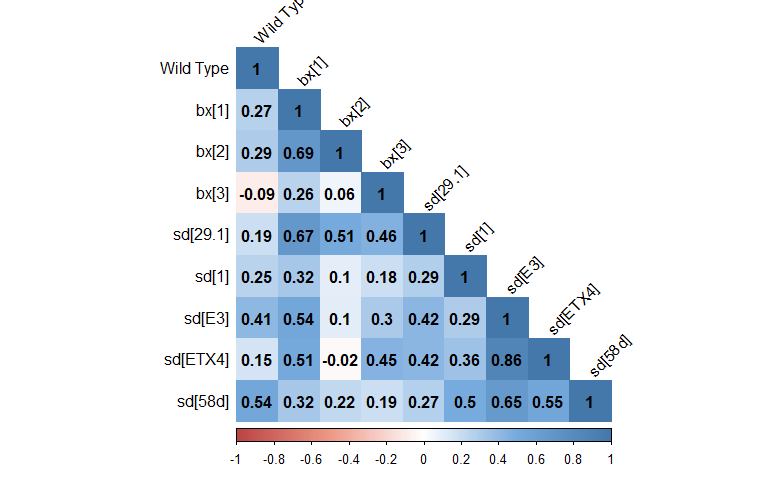 Wild Type
bx[1]
bx[2]
bx[3]
sd[29.1]
sd[1]
sd[E3]
sd[ETX4]
sd[58d]
Wild Type 1
bx[1] 0.27 1
bx[2] 0.29 0.69 1
bx[3] -0.09 0.26 0.06 1
sd[29.1] 0.19 0.67 0.51 0.46 1
sd[1] 0.25 0.32 0.1 0.18 0.29 1
sd[E3] 0.41 0.54 0.1 0.3 0.42 0.29 1
sd[ETX4] 0.15 0.51 -0.02 0.45 0.42 0.36 0.86 1
sd[58d] 0.54 0.32 0.22 0.19 0.27 0.5 0.65 0.55 1
-1 -0.8 -0.6 -0.4 -0.2 0 0.2 0.4 0.6 0.8 1